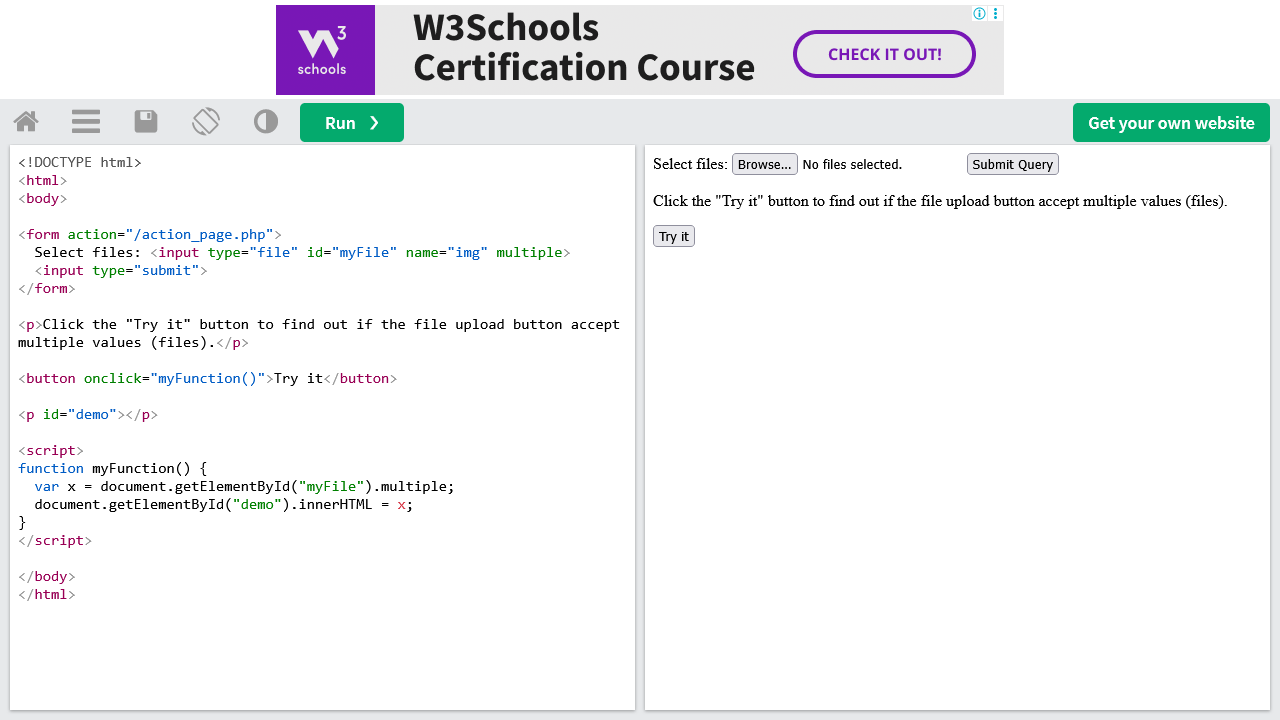 W3Schools
Certification Course
CHECK IT OUT!
W3
schools
Run ❯
Get your own website
<!DOCTYPE html>
<html>
<body>
<form action="/action_page.php">
Select files: <input type="file" id="myFile" name="img" multiple>
<input type="submit">
</form>
<p>Click the "Try it" button to find out if the file upload button accept
multiple values (files).</p>
<button onclick="myFunction()">Try it</button>
<p id="demo"></p>
<script>
function myFunction() {
var x = document.getElementById("myFile").multiple;
document.getElementById("demo").innerHTML = x;
}
</script>
</body>
</html>
Select files: Browse... No files selected. Submit Query
Click the "Try it" button to find out if the file upload button accept multiple values (files).
Try it